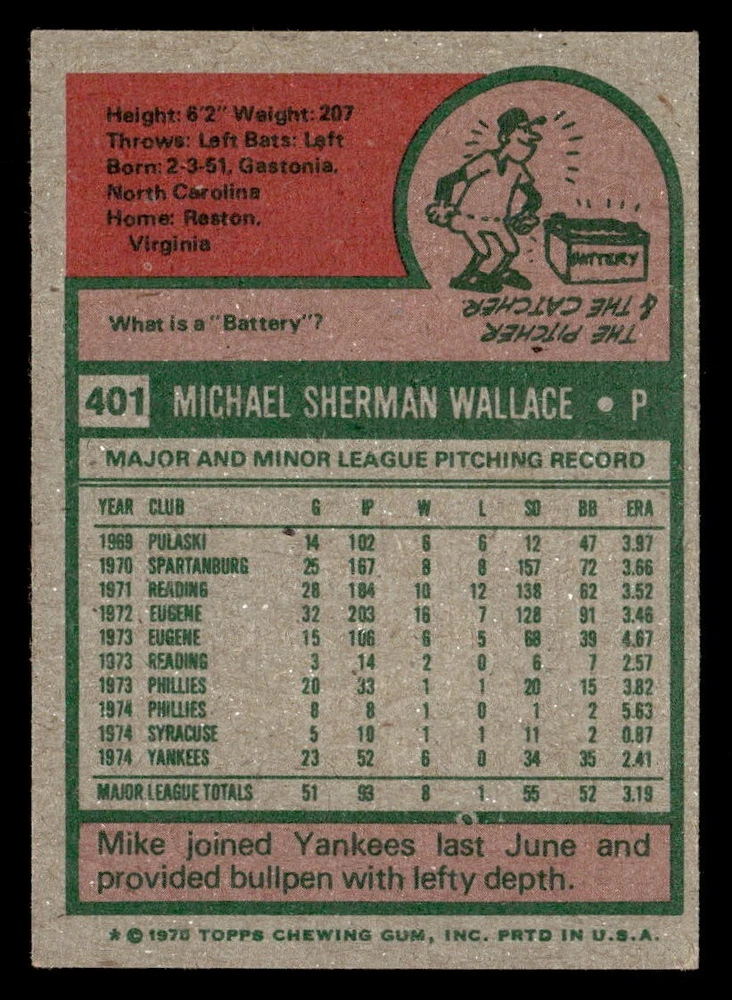 Height: 6'2" Weight: 207
Throws: Left Bats: Left
Born: 2-3-51, Gastonia,
North Carolina
Home: Reston,
Virginia
BATTERY
What is a "Battery"?
THE PITCHER
& THE CATCHER
401 MICHAEL SHERMAN WALLACE • P
MAJOR AND MINOR LEAGUE PITCHING RECORD
YEAR CLUB G IP W L SO BB ERA
1969 PULASKI 14 102 6 6 12 47 3.97
1970 SPARTANBURG 25 167 8 8 157 72 3.66
1971 READING 28 184 10 12 138 62 3.52
1972 EUGENE 32 203 16 7 128 91 3.46
1973 EUGENE 15 106 6 5 68 39 4.67
1973 READING 3 14 2 0 6 7 2.57
1973 PHILLIES 20 33 1 1 20 15 3.82
1974 PHILLIES 8 8 1 0 1 2 5.63
1974 SYRACUSE 5 10 1 1 11 2 0.87
1974 YANKEES 23 52 6 0 34 35 2.41
MAJOR LEAGUE TOTALS 51 93 8 1 55 52 3.19
Mike joined Yankees last June and
provided bullpen with lefty depth.
* © 1975 TOPPS CHEWING GUM, INC. PRTD IN U.S.A.